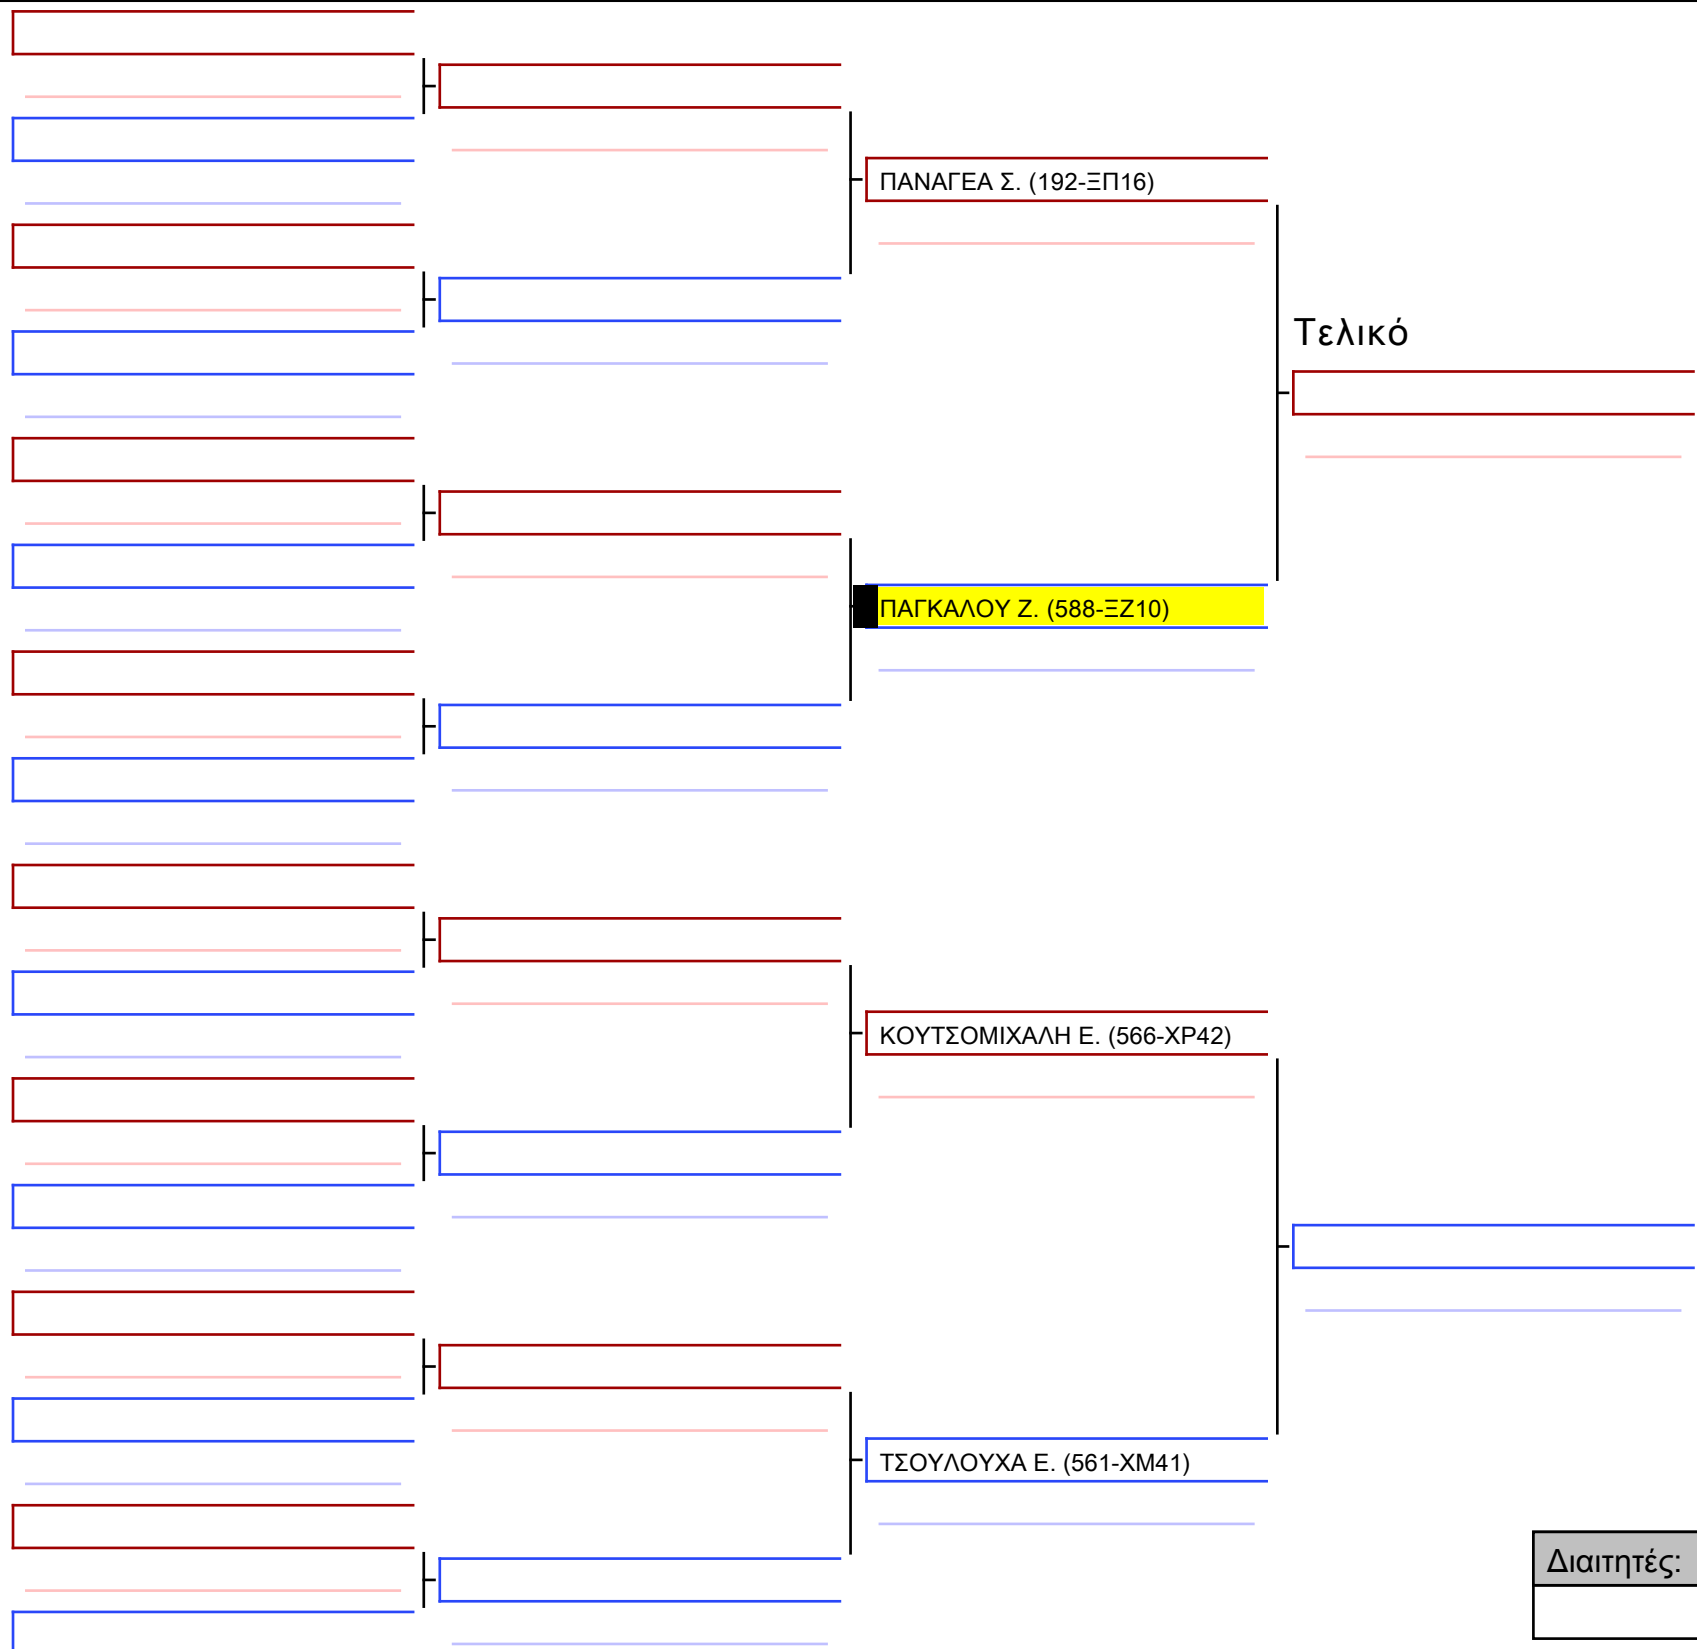 ΠΑΝΑΓΕΑ Σ. (192-ΞΠ16)
Τελικό
ΠΑΓΚΑΛΟΥ Ζ. (588-ΞΖ10)
ΚΟΥΤΣΟΜΙΧΑΛΗ Ε. (566-ΧΡ42)
ΤΣΟΥΛΟΥΧΑ Ε. (561-ΧΜ41)
Διαιτητές: